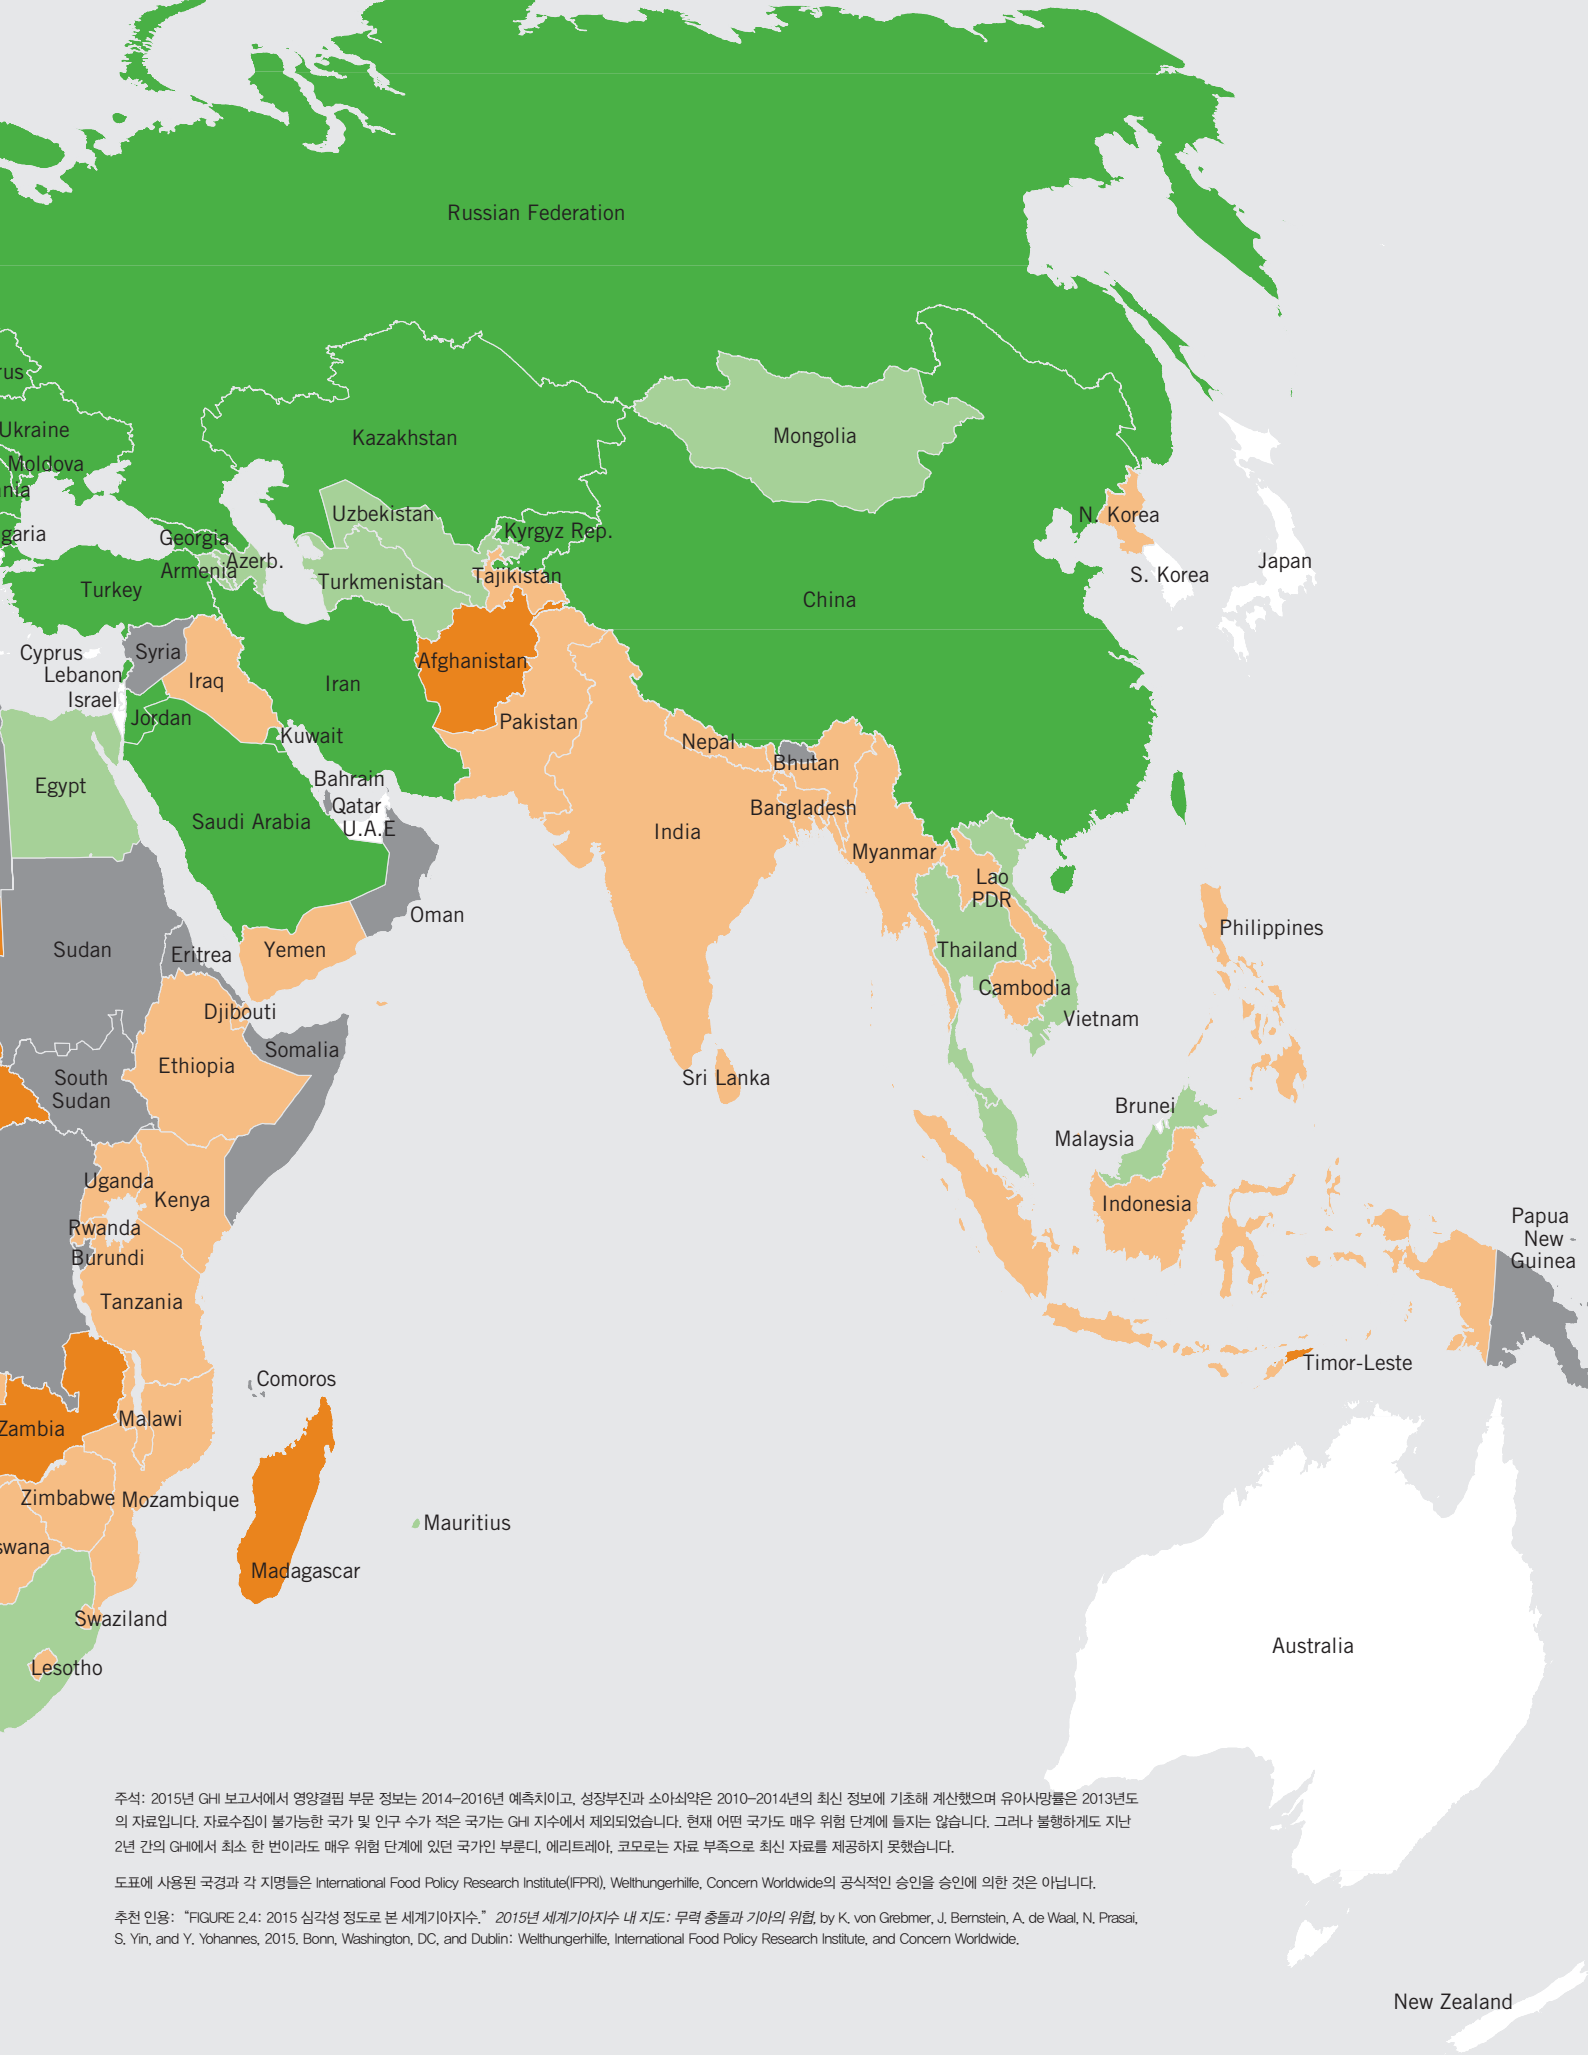 Russian Federation
rus
Ukraine
Kazakhstan
Mongolia
Moldova
nia
Uzbekistan
N. Korea
garia
Georgia
Kyrgyz Rep.
Azerb.
Armenia
Japan
Turkey
Turkmenistan
Tajikistan
S. Korea
China
Cyprus
Syria
Afghanistan
Lebanon
Iraq
Iran
Israel
Jordan
Pakistan
Kuwait
Nepal
Bhutan
Bahrain
Egypt
Qatar
Bangladesh
Saudi Arabia
U.A.E
India
Myanmar
Lao
PDR
Oman
Philippines
Sudan
Eritrea
Yemen
Thailand
Cambodia
Djibouti
Vietnam
Somalia
Ethiopia
South
Sudan
Sri Lanka
Brunei
Malaysia
Uganda
Kenya
Indonesia
Rwanda
Papua
New
Guinea
Burundi
Tanzania
Timor-Leste
Comoros
Zambia
Malawi
Zimbabwe
Mozambique
Mauritius
swana
Madagascar
Swaziland
Australia
Lesotho
주석: 2015년 GHI 보고서에서 영양결핍 부문 정보는 2014–2016년 예측치이고, 성장부진과 소아쇠약은 2010–2014년의 최신 정보에 기초해 계산했으며 유아사망률은 2013년도
의 자료입니다. 자료수집이 불가능한 국가 및 인구 수가 적은 국가는 GHI 지수에서 제외되었습니다. 현재 어떤 국가도 매우 위험 단계에 들지는 않습니다. 그러나 불행하게도 지난
2년 간의 GHI에서 최소 한 번이라도 매우 위험 단계에 있던 국가인 부룬디, 에리트레아, 코모로는 자료 부족으로 최신 자료를 제공하지 못했습니다.
도표에 사용된 국경과 각 지명들은 International Food Policy Research Institute(IFPRI), Welthungerhilfe, Concern Worldwide의 공식적인 승인을 승인에 의한 것은 아닙니다.
추천 인용: “FIGURE 2.4: 2015 심각성 정도로 본 세계기아지수.” 2015년 세계기아지수 내 지도: 무력 충돌과 기아의 위협, by K. von Grebmer, J. Bernstein, A. de Waal, N. Prasai,
S. Yin, and Y. Yohannes, 2015. Bonn, Washington, DC, and Dublin: Welthungerhilfe, International Food Policy Research Institute, and Concern Worldwide.
New Zealand